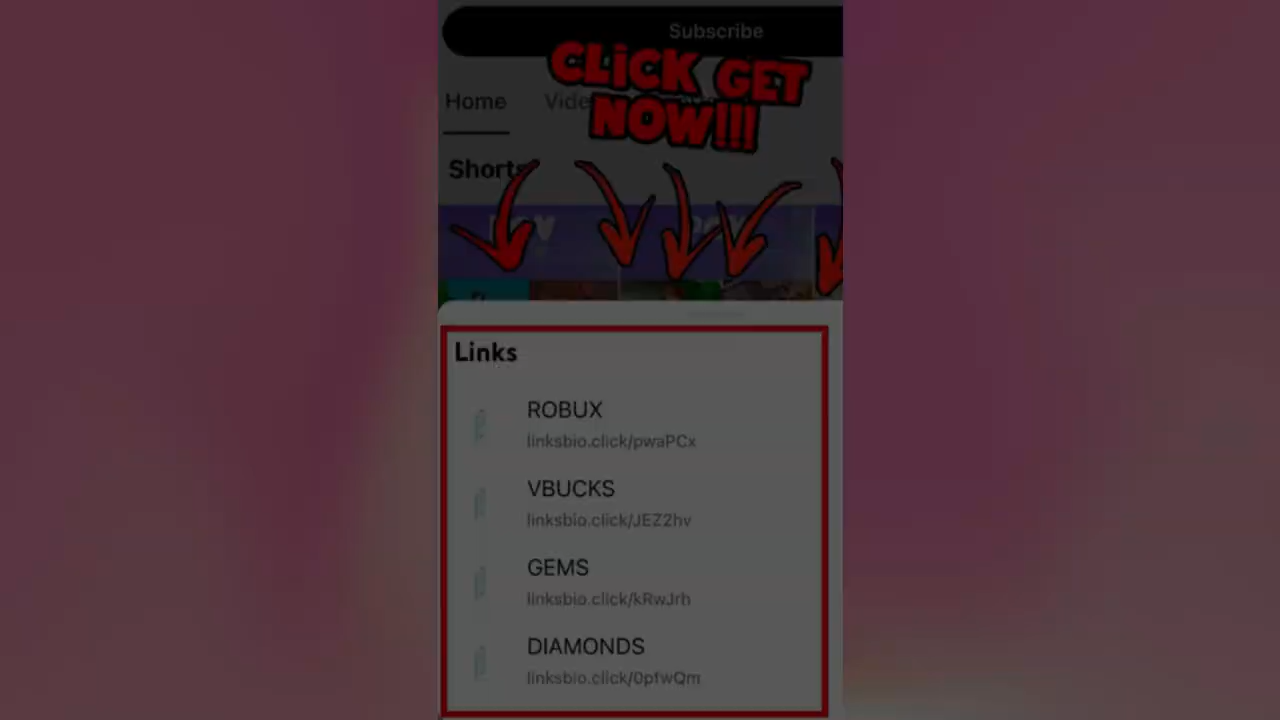 Subscribe
CLiCK GET
NOW!!!
Home
Shorts
Links
ROBUX
linksbio.click/pwaPCx
VBUCKS
linksbio.click/JEZ2hv
GEMS
linksbio.click/kRwJrh
DIAMONDS
linksbio.click/0pfwQm